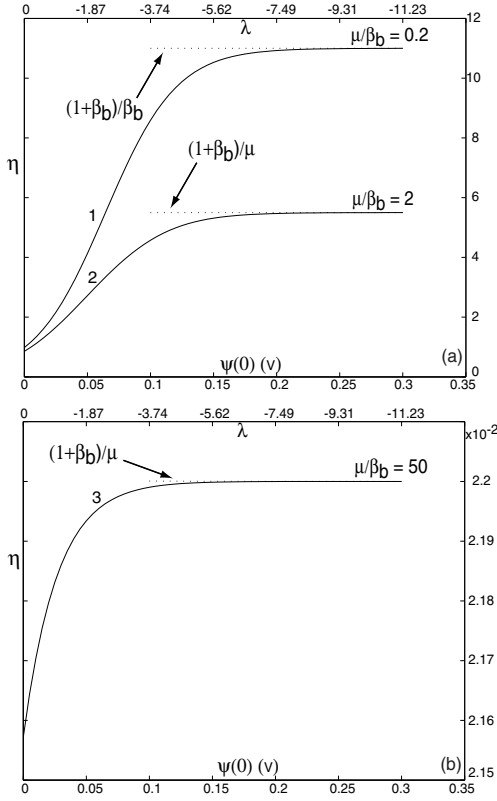 0 -1.87 -3.74 -5.62 -7.49 -9.31 -11.23
λ
12
μ/β_b = 0.2
10
(1+β_b)/β_b
8
(1+β_b)/μ
η
μ/β_b = 2
6
1
4
2
2
ψ(0) (v)
(a)
0
0 0.05 0.1 0.15 0.2 0.25 0.3 0.35
0 -1.87 -3.74 -5.62 -7.49 -9.31 -11.23
λ
x10⁻²
(1+β_b)/μ
μ/β_b = 50
2.2
3
2.19
η
2.18
2.17
2.16
ψ(0) (v)
(b)
2.15
0 0.05 0.1 0.15 0.2 0.25 0.3 0.35